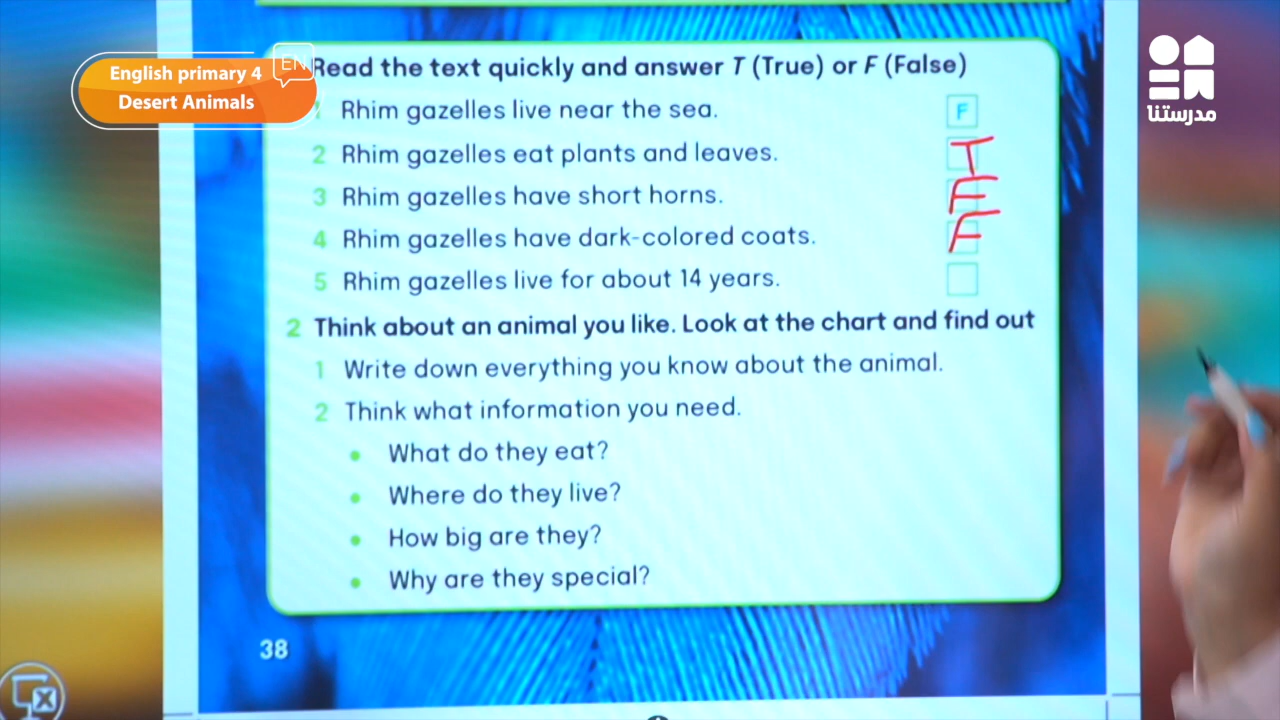 English primary 4
Desert Animals
EN
مدرستنا
Read the text quickly and answer T (True) or F (False)
Rhim gazelles live near the sea. F
2 Rhim gazelles eat plants and leaves. T
3 Rhim gazelles have short horns. F
4 Rhim gazelles have dark-colored coats. F
5 Rhim gazelles live for about 14 years.
2 Think about an animal you like. Look at the chart and find out
1 Write down everything you know about the animal.
2 Think what information you need.
• What do they eat?
• Where do they live?
• How big are they?
• Why are they special?
38